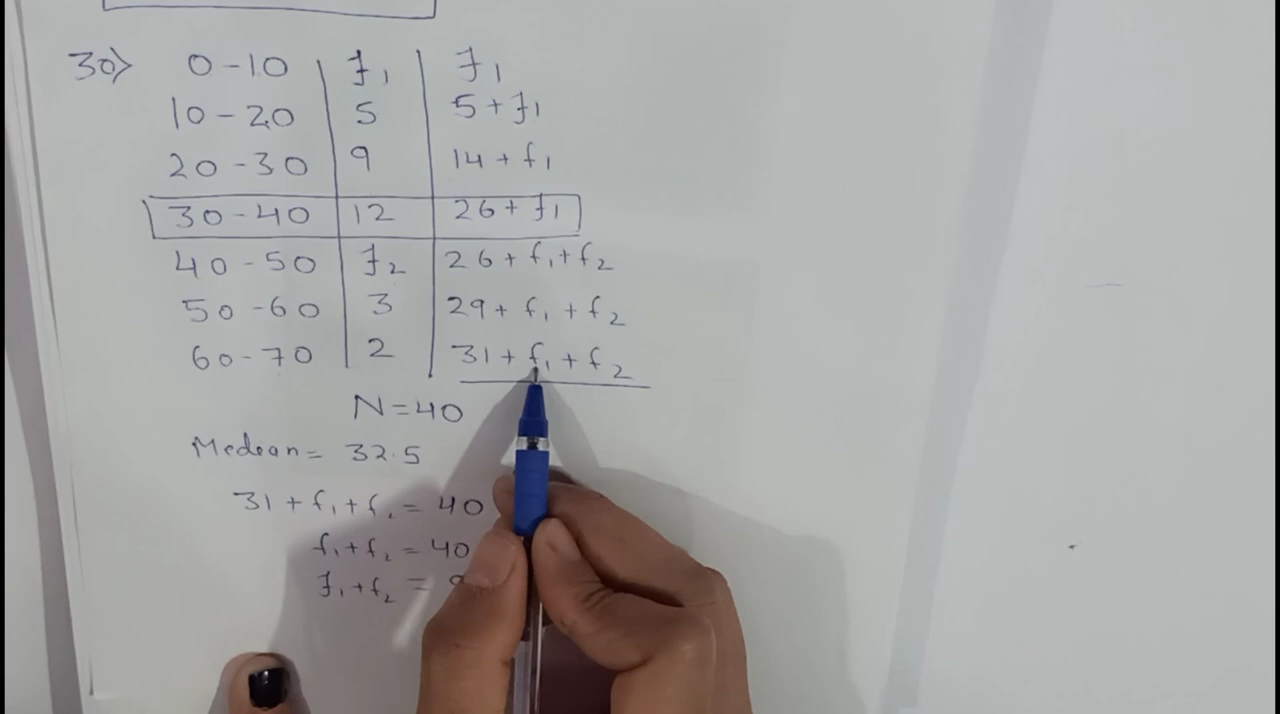 30) 0-10 f₁ f₁
10-20 5 5+f₁
20-30 9 14+f₁
30-40 12 26+f₁
40-50 f₂ 26+f₁+f₂
50-60 3 29+f₁+f₂
60-70 2 31+f₁+f₂
N=40
Median = 32.5
31+f₁+f₂ = 40
f₁+f₂ = 40
f₁+f₂ =